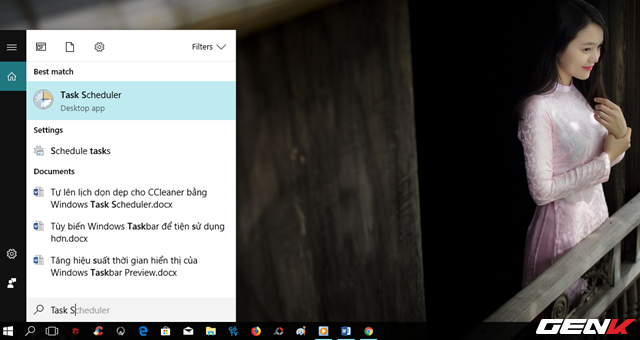 Filters
Best match
Task Scheduler
Desktop app
Settings
Schedule tasks
Documents
Tự lên lịch dọn dẹp cho CCleaner bằng
Windows Task Scheduler.docx
Tùy biến Windows Taskbar để tiện sử dụng
hơn.docx
Tăng hiệu suất thời gian hiển thị của
Windows Taskbar Preview.docx
Task Scheduler
GENK